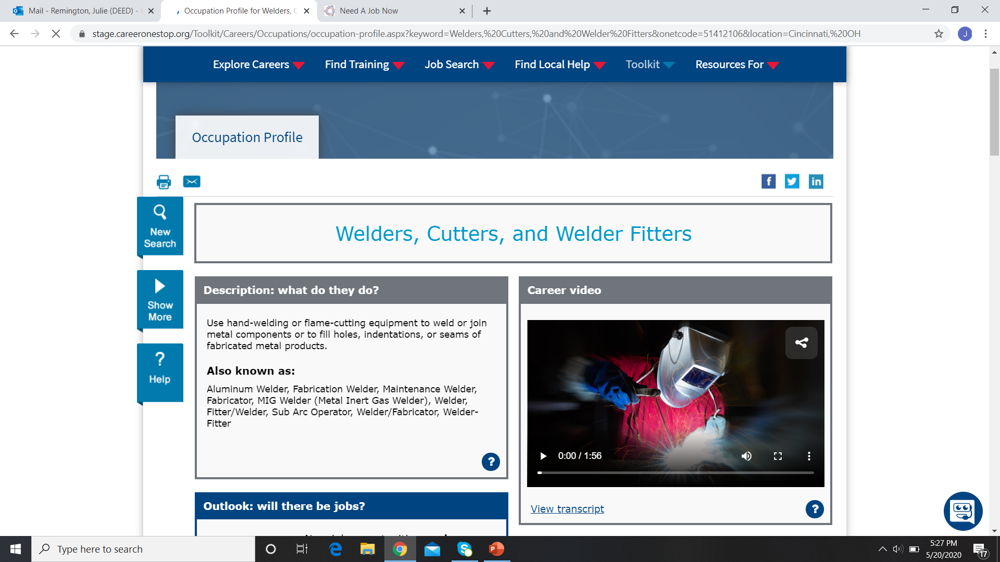 Mail - Remington, Julie (DEED) -
Occupation Profile for Welders, C
Need A Job Now
stage.careeronestop.org/Toolkit/Careers/Occupations/occupation-profile.aspx?keyword=Welders,%20Cutters,%20and%20Welder%20Fitters&onetcode=51412106&location=Cincinnati,%20OH
J
Explore Careers Find Training Job Search Find Local Help Toolkit Resources For
Occupation Profile
f in
New
Search
Show
More
?
Help
Welders, Cutters, and Welder Fitters
Description: what do they do?
Use hand-welding or flame-cutting equipment to weld or join
metal components or to fill holes, indentations, or seams of
fabricated metal products.
Also known as:
Aluminum Welder, Fabrication Welder, Maintenance Welder,
Fabricator, MIG Welder (Metal Inert Gas Welder), Welder,
Fitter/Welder, Sub Arc Operator, Welder/Fabricator, Welder-
Fitter
?
Career video
0:00 / 1:56
View transcript
?
Outlook: will there be jobs?
Type here to search
5:27 PM
5/20/2020
17